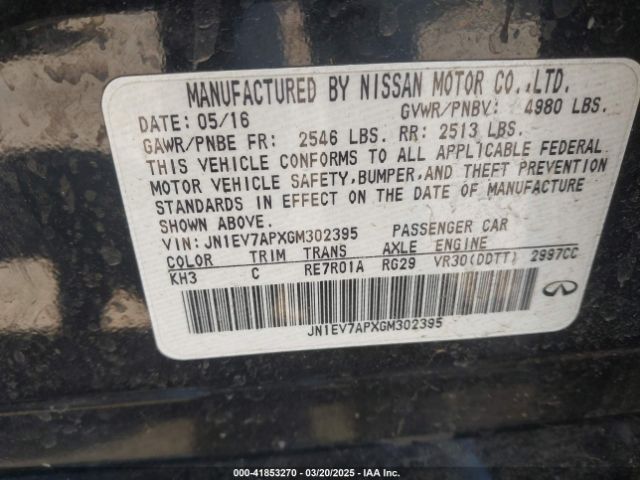 MANUFACTURED BY NISSAN MOTOR CO.,LTD.
DATE: 05/16 GVWR/PNBV: 4980 LBS.
GAWR/PNBE FR: 2546 LBS. RR: 2513 LBS.
THIS VEHICLE CONFORMS TO ALL APPLICABLE FEDERAL
MOTOR VEHICLE SAFETY,BUMPER,AND THEFT PREVENTION
STANDARDS IN EFFECT ON THE DATE OF MANUFACTURE
SHOWN ABOVE.
VIN: JN1EV7APXGM302395 PASSENGER CAR
COLOR TRIM TRANS AXLE ENGINE
KH3 C RE7R01A RG29 VR30(DDTT) 2997CC
JN1EV7APXGM302395
000-41853270 — 03/20/2025 — IAA Inc.